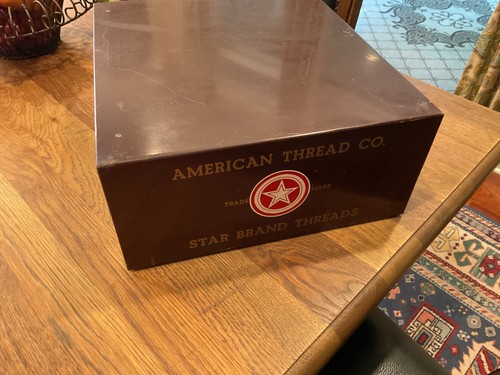 AMERICAN THREAD CO.
TRADE MARK
STAR BRAND THREADS